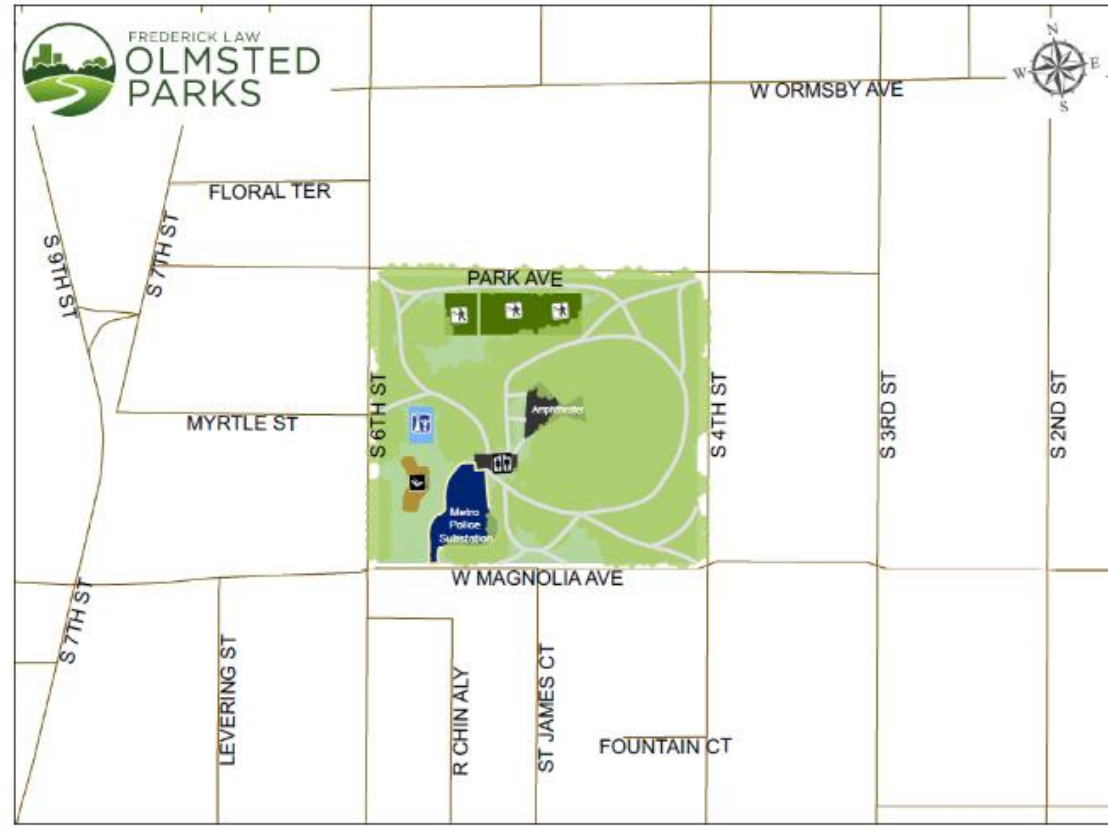 FREDERICK LAW
OLMSTED
PARKS
N
W
E
S
W ORMSBY AVE
FLORAL TER
S 9TH ST
S 7TH ST
PARK AVE
MYRTLE ST
S 6TH ST
Amphitheater
S 4TH ST
S 3RD ST
S 2ND ST
Metro
Police
Substation
W MAGNOLIA AVE
S 7TH ST
LEVERING ST
R CHIN ALY
ST JAMES CT
FOUNTAIN CT